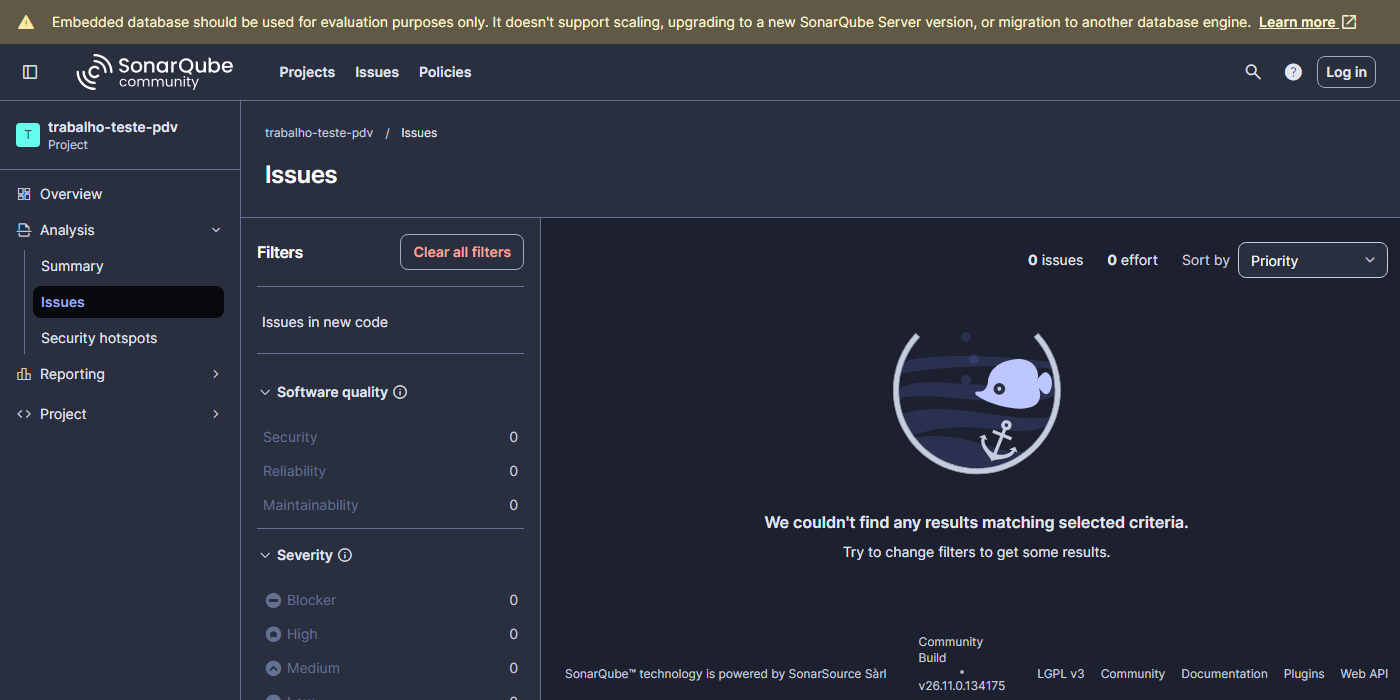 Embedded database should be used for evaluation purposes only. It doesn't support scaling, upgrading to a new SonarQube Server version, or migration to another database engine. Learn more
SonarQube community
Projects Issues Policies
? Log in
T trabalho-teste-pdv
Project
Overview
Analysis
Summary
Issues
Security hotspots
Reporting
Project
trabalho-teste-pdv / Issues
Issues
Filters Clear all filters
Issues in new code
Software quality
Security 0
Reliability 0
Maintainability 0
Severity
Blocker 0
High 0
Medium 0
0 issues 0 effort Sort by Priority
We couldn't find any results matching selected criteria.
Try to change filters to get some results.
SonarQube™ technology is powered by SonarSource Sàrl
Community
Build
•
v26.11.0.134175
LGPL v3 Community Documentation Plugins Web API